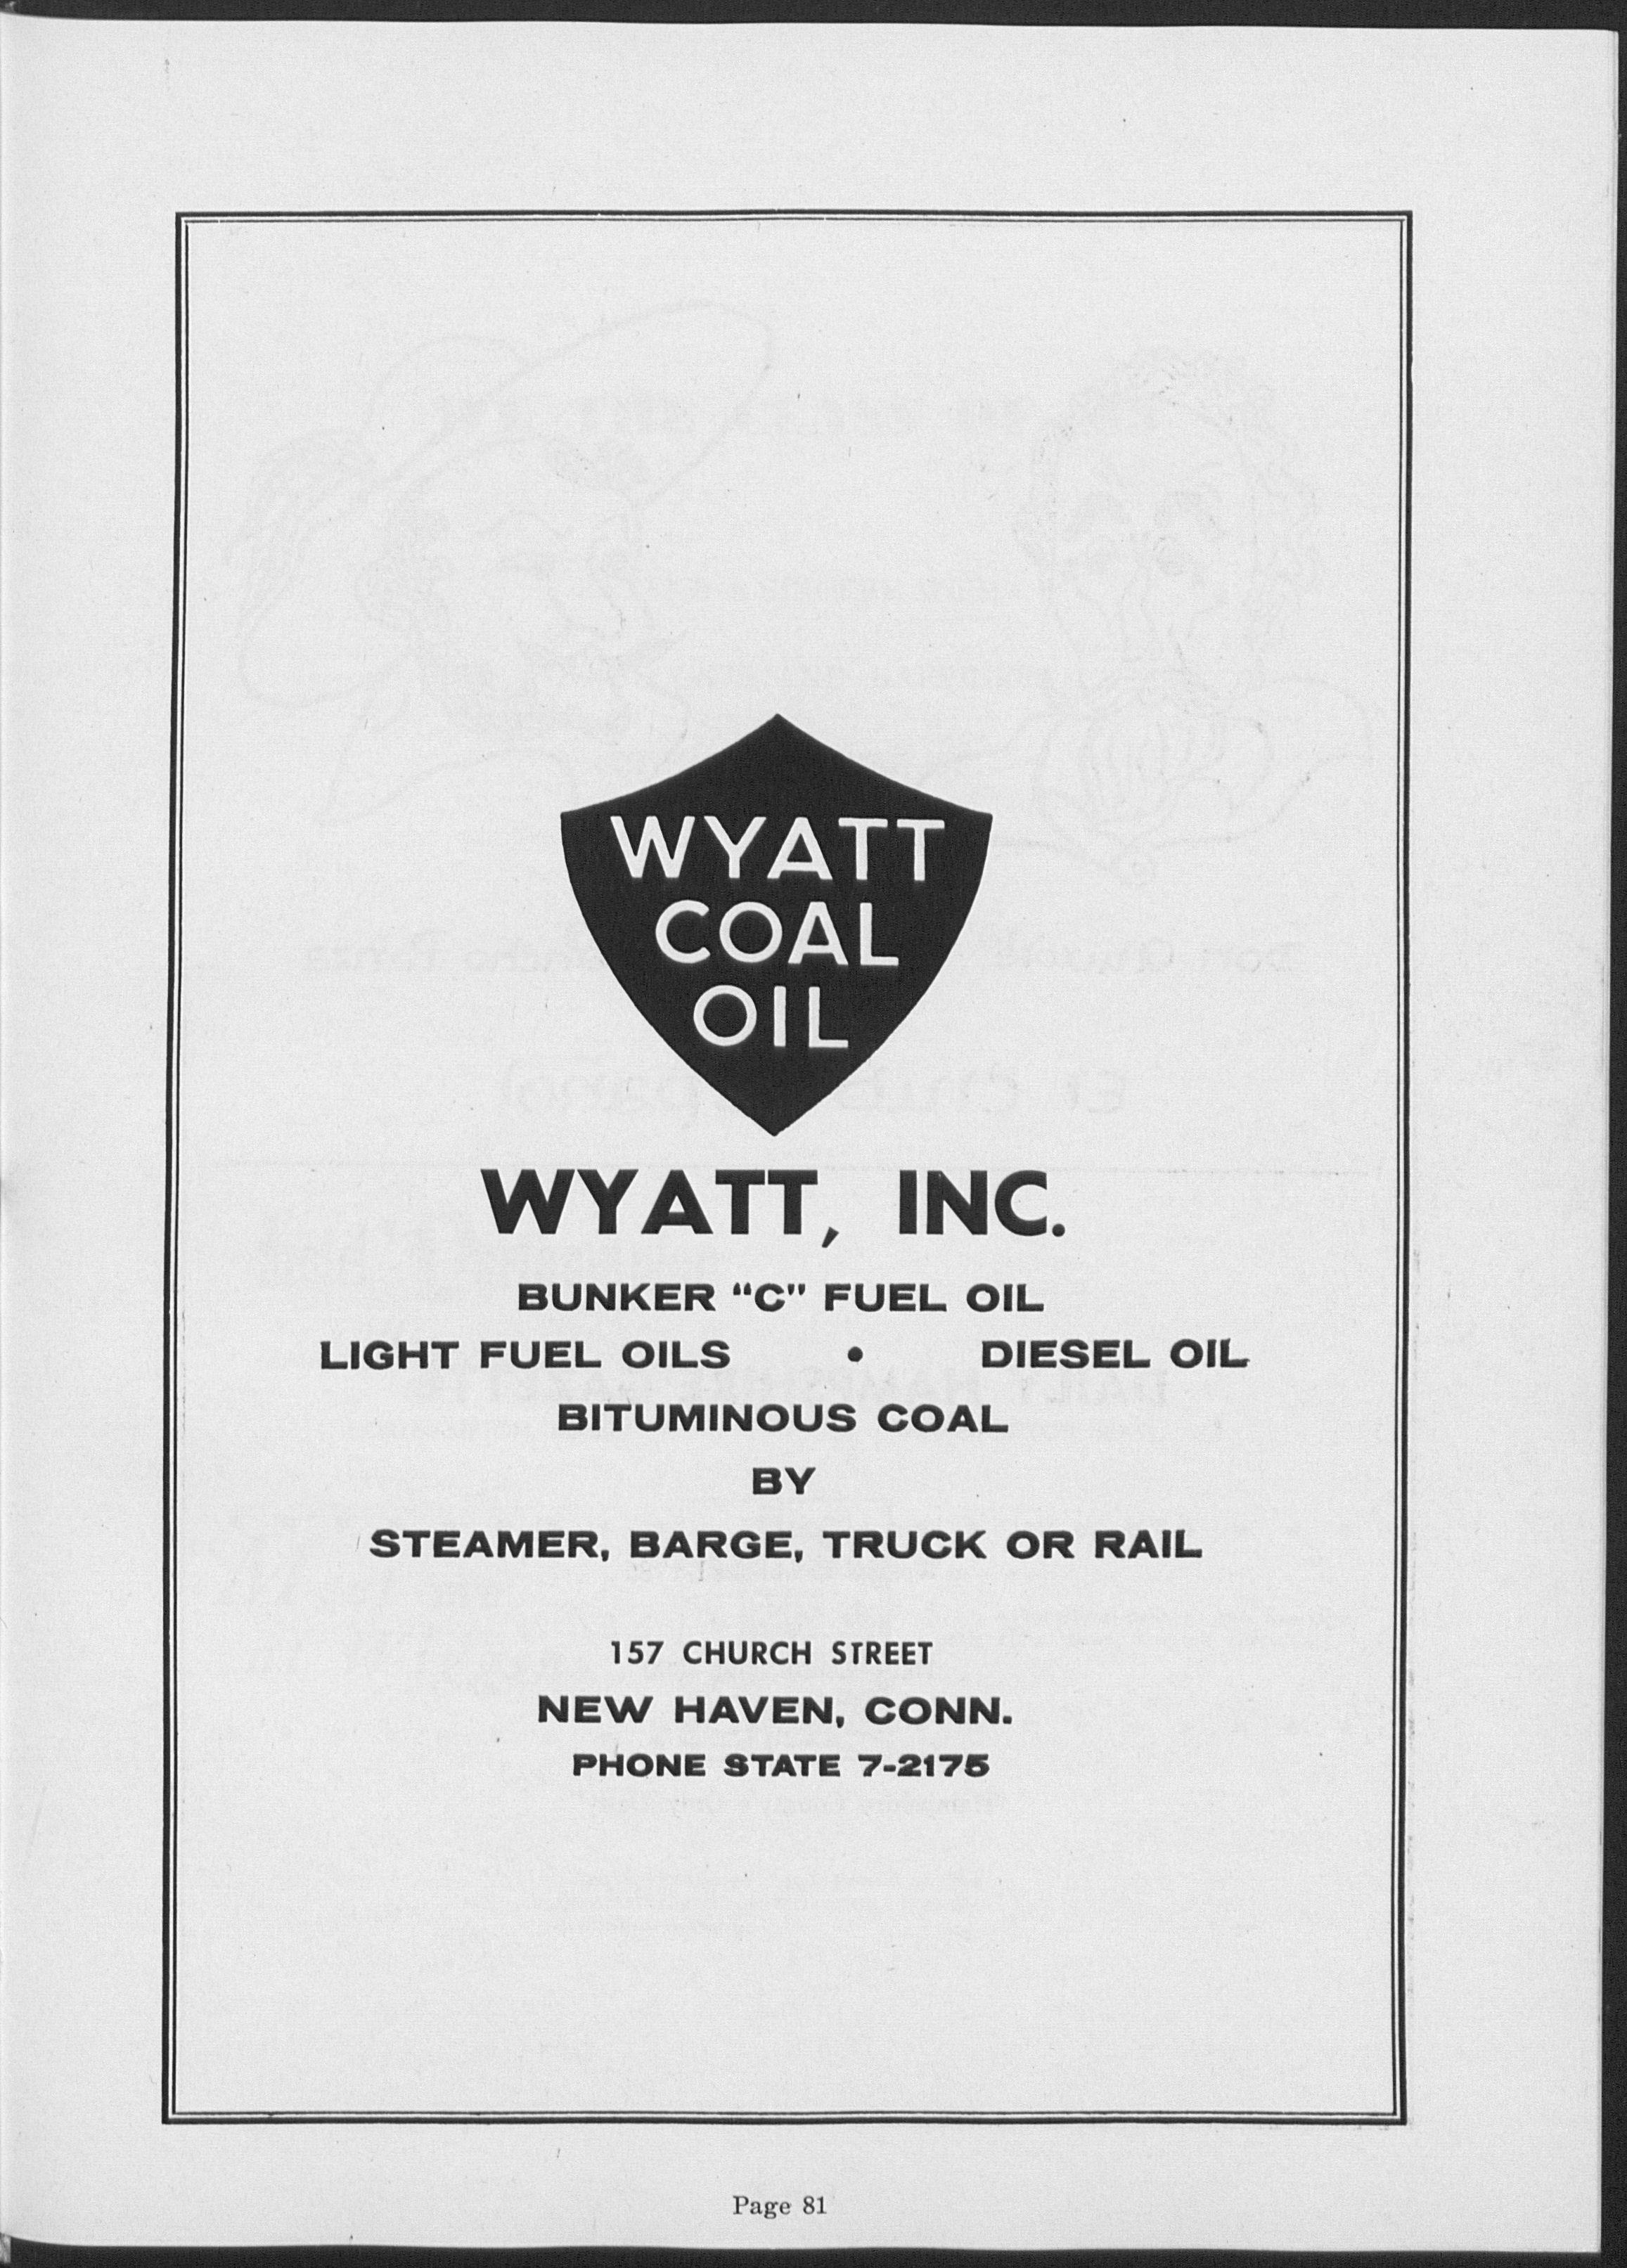 WYATT
COAL
OIL
WYATT, INC.
BUNKER “C” FUEL OIL
LIGHT FUEL OILS • DIESEL OIL
BITUMINOUS COAL
BY
STEAMER, BARGE, TRUCK OR RAIL
157 CHURCH STREET
NEW HAVEN, CONN.
PHONE STATE 7-2175
Page 81